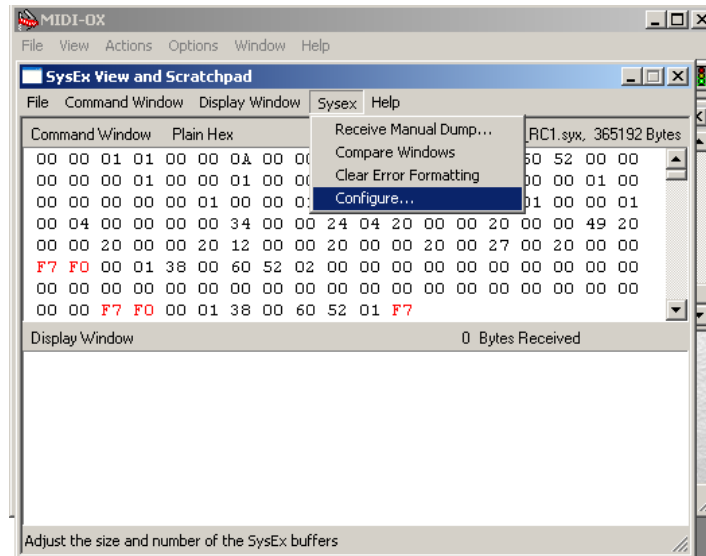 MIDI-OX
File View Actions Options Window Help
SysEx View and Scratchpad
File Command Window Display Window Sysex Help
Command Window Plain Hex _RC1.syx, 365192 Bytes
Receive Manual Dump...
Compare Windows
Clear Error Formatting
Configure...
00 00 01 01 00 00 0A 00 00 60 52 00 00
00 00 00 01 00 00 01 00 00 00 00 01 00
00 00 00 00 00 01 00 00 01 00 00 01
00 04 00 00 00 00 34 00 00 24 04 20 00 00 20 00 00 49 20
00 00 20 00 00 20 12 00 00 20 00 00 20 00 27 00 20 00 00
F7 F0 00 01 38 00 60 52 02 00 00 00 00 00 00 00 00 00 00
00 00 00 00 00 00 00 00 00 00 00 00 00 00 00 00 00 00 00
00 00 F7 F0 00 01 38 00 60 52 01 F7
Display Window 0 Bytes Received
Adjust the size and number of the SysEx buffers